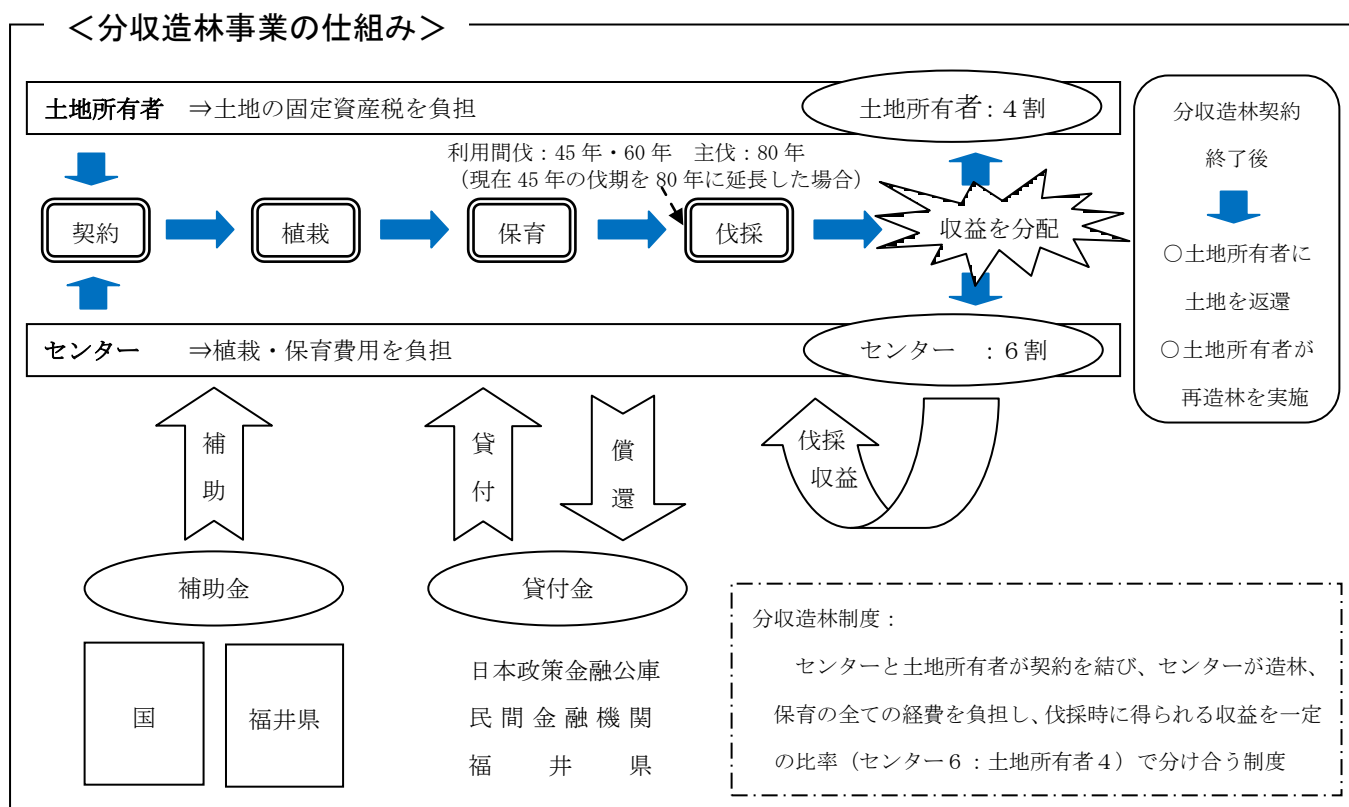 ＜分収造林事業の仕組み＞
土地所有者　⇒土地の固定資産税を負担
土地所有者：４割
利用間伐：45 年・60 年　主伐：80 年
（現在 45 年の伐期を 80 年に延長した場合）
契約
植栽
保育
伐採
収益を分配
センター　⇒植栽・保育費用を負担
センター　：６割
分収造林契約
終了後
○土地所有者に
土地を返還
○土地所有者が
再造林を実施
補助
貸付
償還
伐採
収益
補助金
貸付金
国
福井県
日本政策金融公庫
民間金融機関
福井県
分収造林制度：
センターと土地所有者が契約を結び、センターが造林、
保育の全ての経費を負担し、伐採時に得られる収益を一定
の比率（センター６：土地所有者４）で分け合う制度